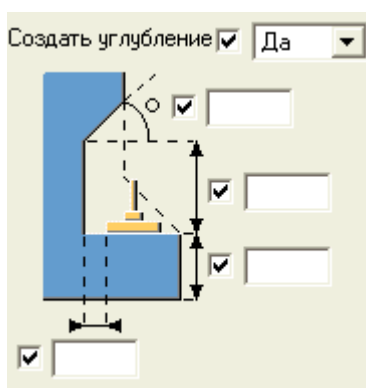 Создать углубление Да